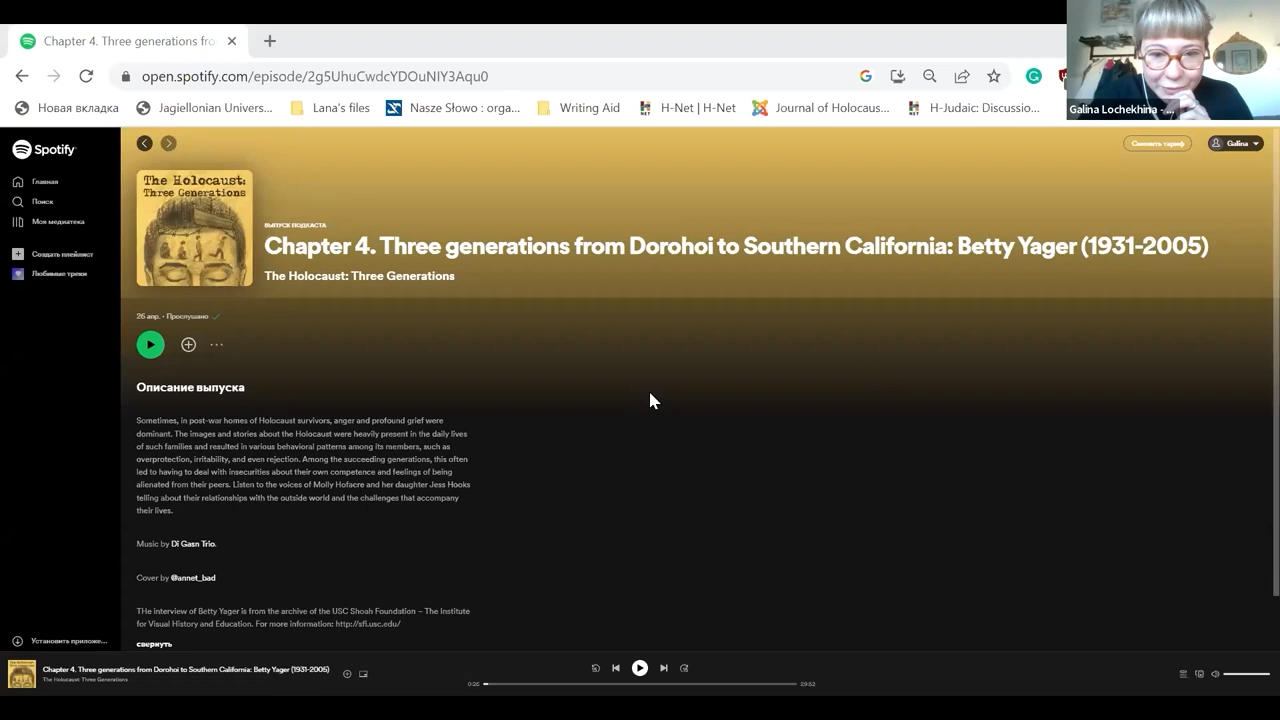 Chapter 4. Three generations fro
open.spotify.com/episode/2g5UhuCwdcYDOuNlY3Aqu0
Новая вкладка
Jagiellonian Univers...
Lana's files
Nasze Słowo : orga...
Writing Aid
H-Net | H-Net
Journal of Holocaus...
H-Judaic: Discussio...
Galina Lochekhina - ...
Spotify
Сменить тариф
Galina
Главная
Поиск
Моя медиатека
Создать плейлист
Любимые треки
The Holocaust:
Three Generations
ВЫПУСК ПОДКАСТА
Chapter 4. Three generations from Dorohoi to Southern California: Betty Yager (1931-2005)
The Holocaust: Three Generations
26 апр. • Прослушано
Описание выпуска
Sometimes, in post-war homes of Holocaust survivors, anger and profound grief were
dominant. The images and stories about the Holocaust were heavily present in the daily lives
of such families and resulted in various behavioral patterns among its members, such as
overprotection, irritability, and even rejection. Among the succeeding generations, this often
led to having to deal with insecurities about their own competence and feelings of being
alienated from their peers. Listen to the voices of Molly Hofacre and her daughter Jess Hooks
telling about their relationships with the outside world and the challenges that accompany
their lives.
Music by Di Gasn Trio.
Cover by @annet_bad
THe interview of Betty Yager is from the archive of the USC Shoah Foundation – The Institute
for Visual History and Education. For more information: http://sfi.usc.edu/
свернуть
Установить приложе...
Chapter 4. Three generations from Dorohoi to Southern California: Betty Yager (1931-2005)
The Holocaust: Three Generations
0:26
29:52